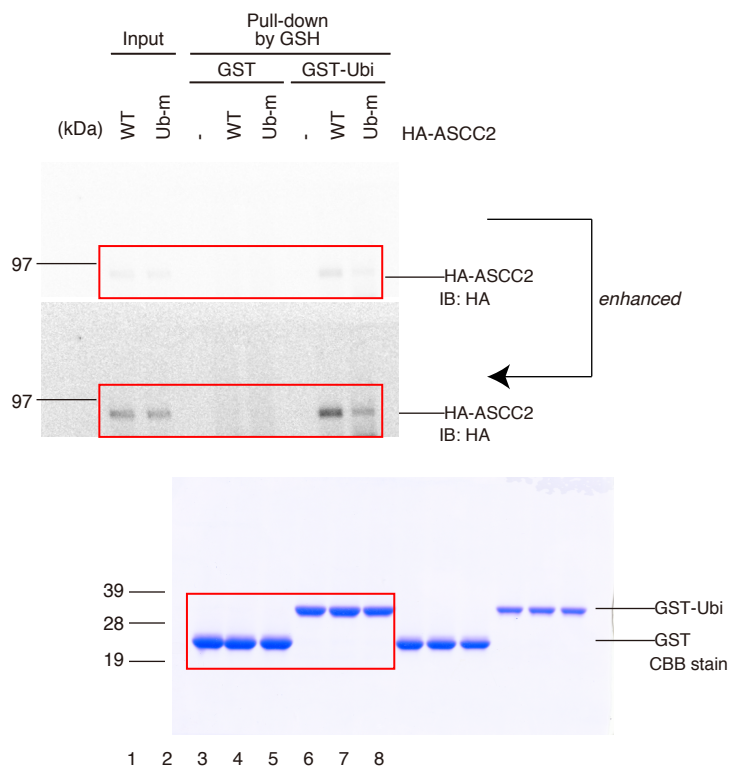 Pull-down
by GSH
Input
GST
GST-Ubi
(kDa)
WT
Ub-m
-
WT
Ub-m
-
WT
Ub-m
HA-ASCC2
97
HA-ASCC2
IB: HA
enhanced
97
HA-ASCC2
IB: HA
39
28
19
GST-Ubi
GST
CBB stain
1 2 3 4 5 6 7 8